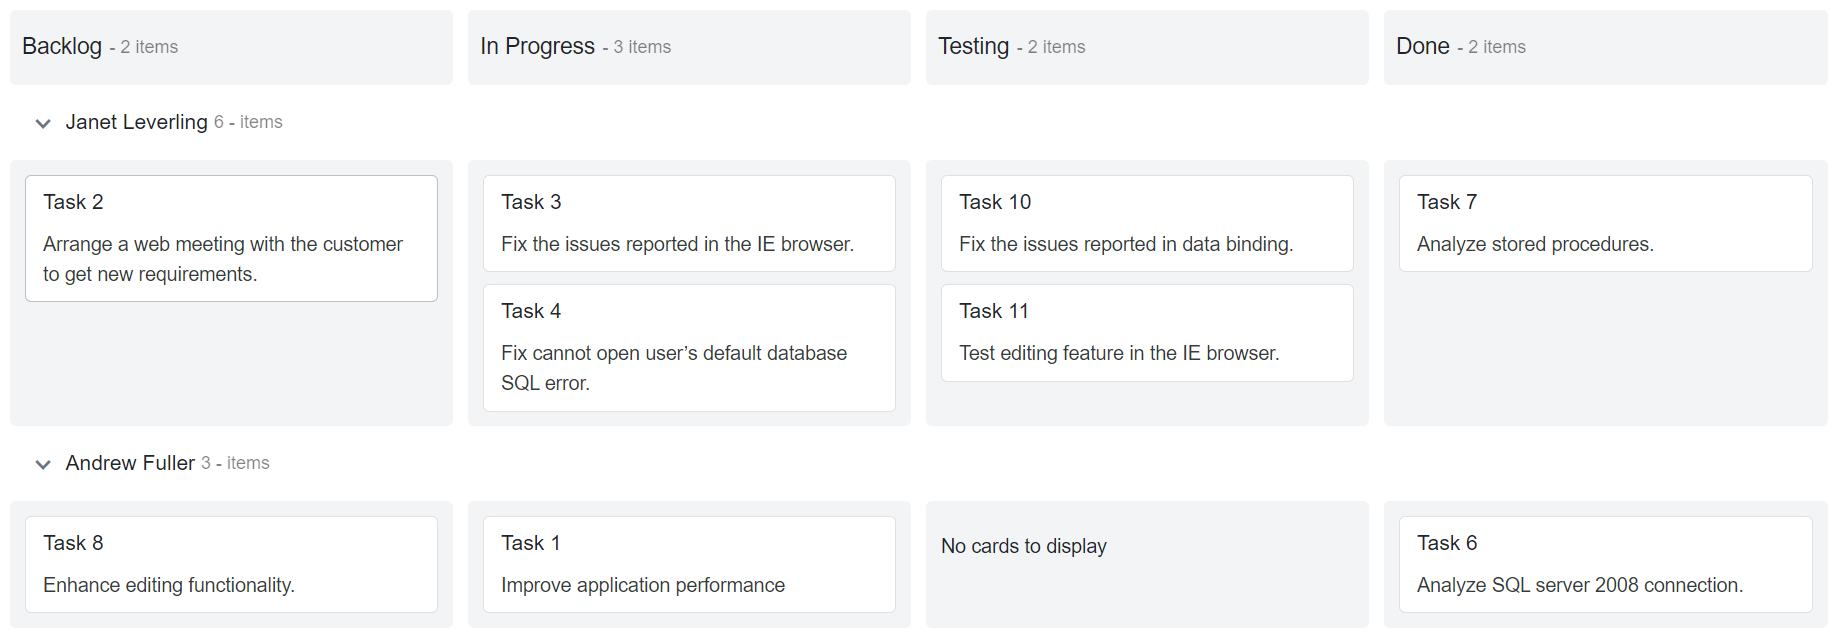 Backlog - 2 items
In Progress - 3 items
Testing - 2 items
Done - 2 items
Janet Leverling 6 - items
Task 2
Arrange a web meeting with the customer
to get new requirements.
Task 3
Fix the issues reported in the IE browser.
Task 4
Fix cannot open user’s default database
SQL error.
Task 10
Fix the issues reported in data binding.
Task 11
Test editing feature in the IE browser.
Task 7
Analyze stored procedures.
Andrew Fuller 3 - items
Task 8
Enhance editing functionality.
Task 1
Improve application performance
No cards to display
Task 6
Analyze SQL server 2008 connection.